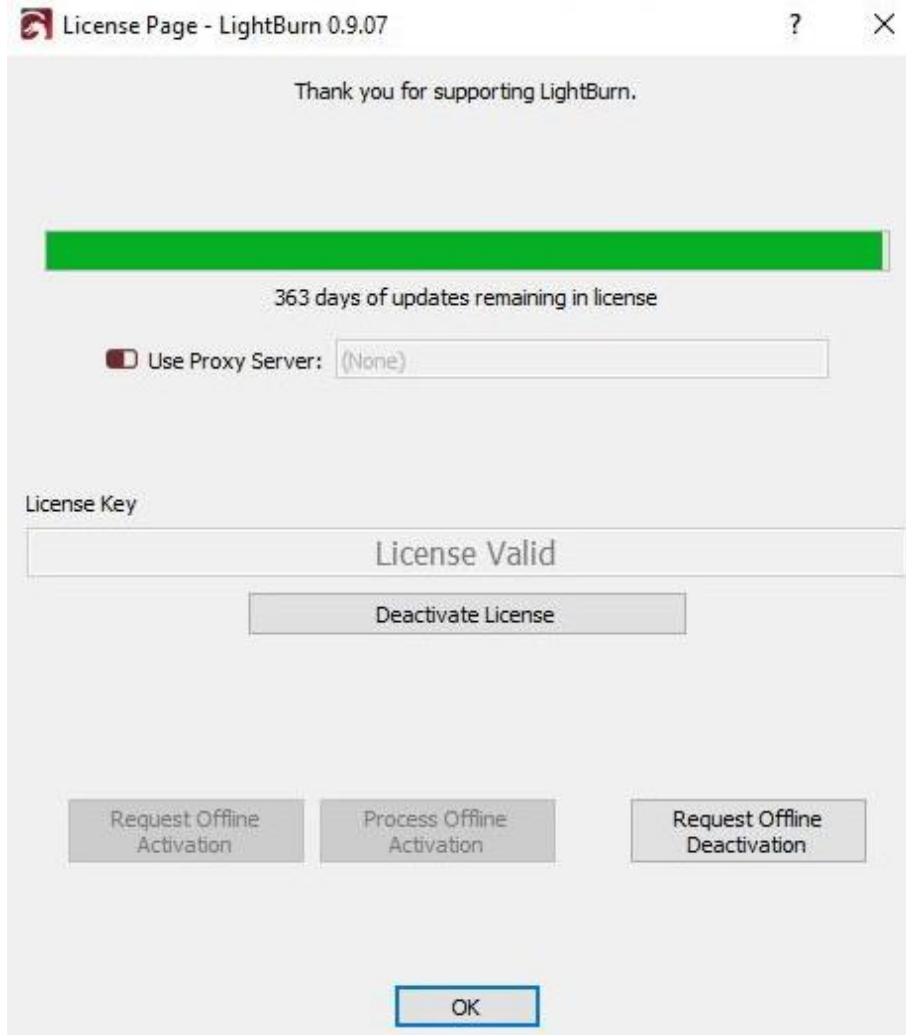 License Page - LightBurn 0.9.07 ?
Thank you for supporting LightBurn.
363 days of updates remaining in license
Use Proxy Server: (None)
License Key
License Valid
Deactivate License
Request Offline Activation
Process Offline Activation
Request Offline Deactivation
OK